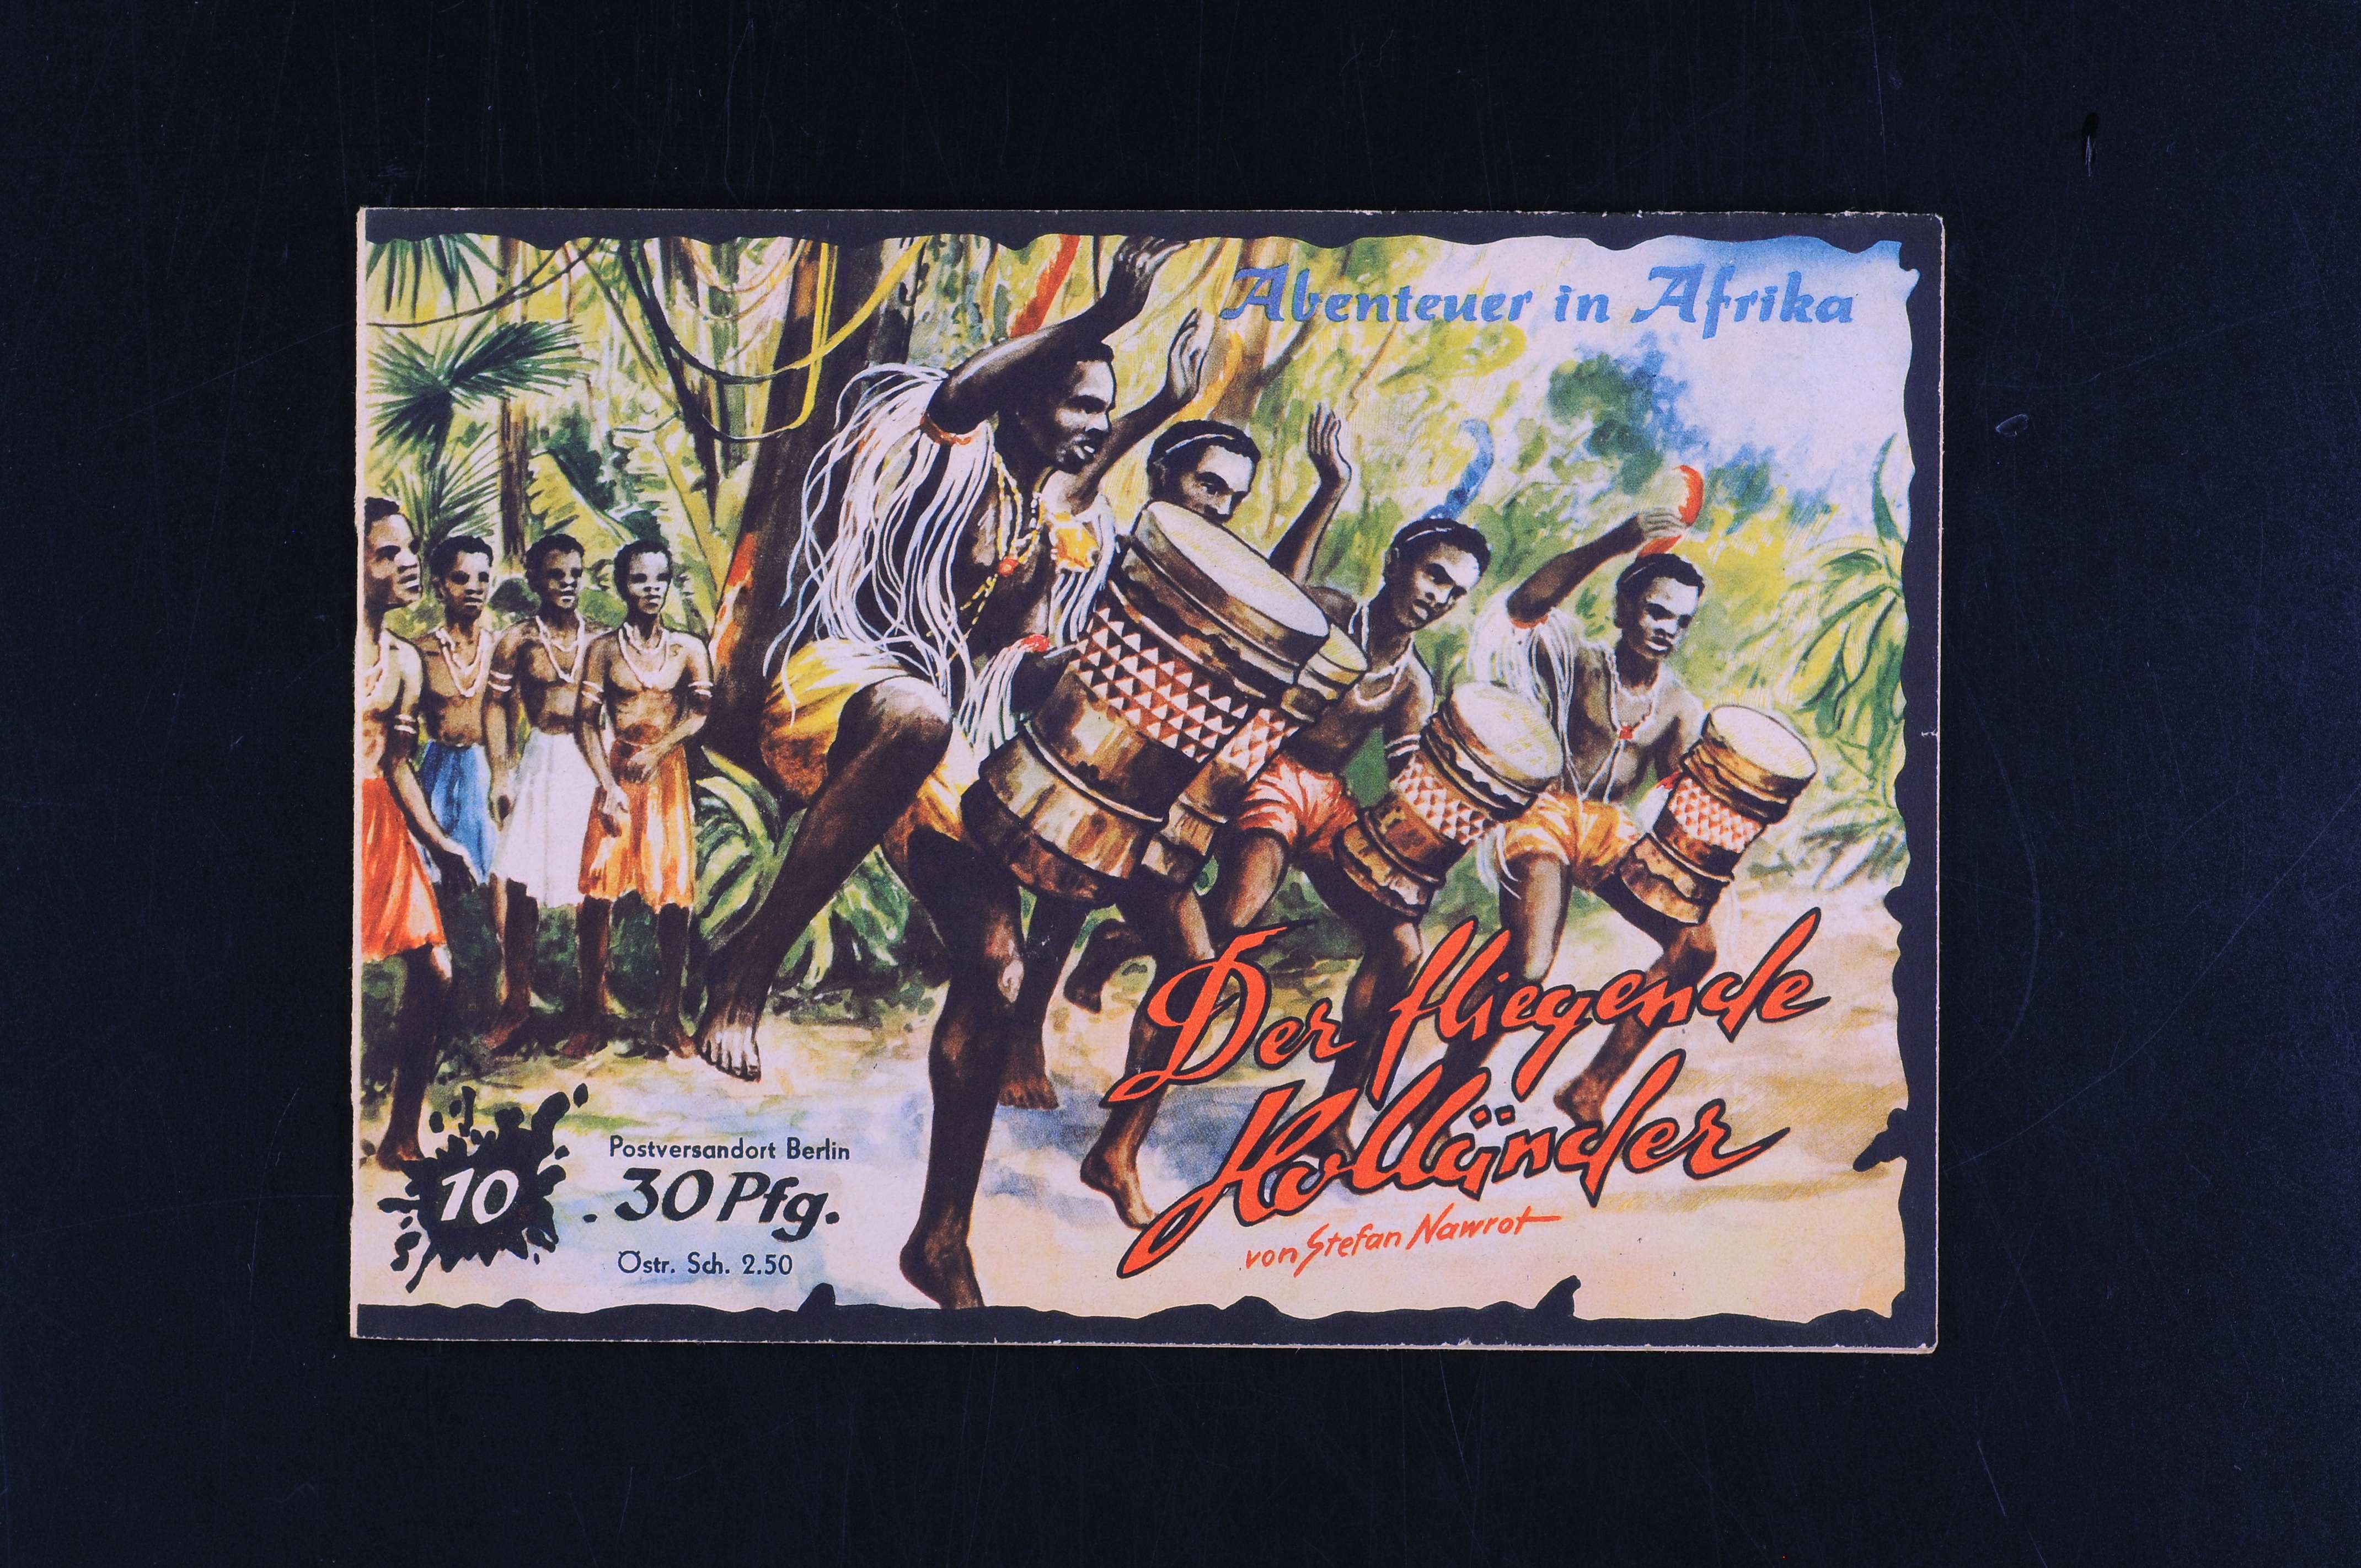 Abenteuer in Afrika
Der fliegende
Holländer
von Stefan Nawrot
10
Postversandort Berlin
30 Pfg.
Östr. Sch. 2.50